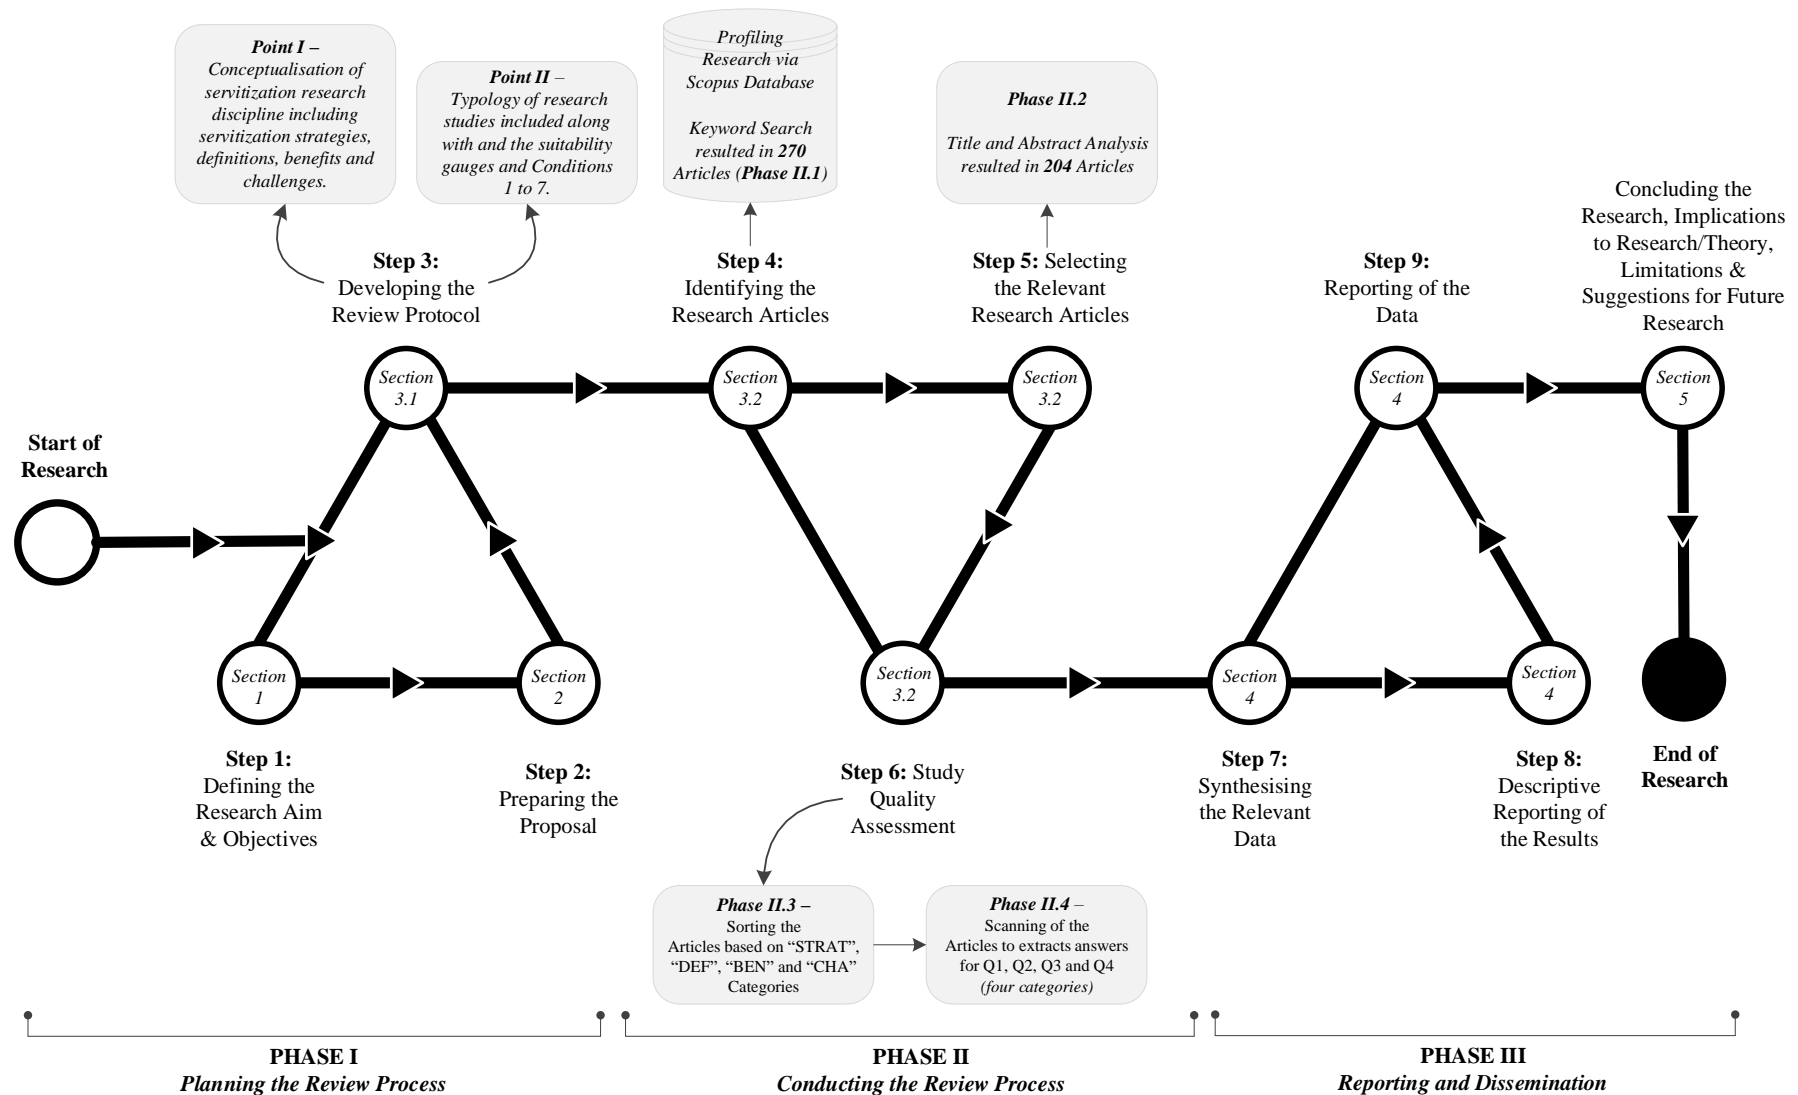 Point I –
Conceptualisation of
servitization research
discipline including
servitization strategies,
definitions, benefits and
challenges.
Point II –
Typology of research
studies included along
with and the suitability
gauges and Conditions
1 to 7.
Profiling
Research via
Scopus Database
Keyword Search
resulted in 270
Articles (Phase II.1)
Phase II.2
Title and Abstract Analysis
resulted in 204 Articles
Step 3:
Developing the
Review Protocol
Step 4:
Identifying the
Research Articles
Step 5: Selecting
the Relevant
Research Articles
Step 9:
Reporting of the
Data
Concluding the
Research, Implications
to Research/Theory,
Limitations &
Suggestions for Future
Research
Section
3.1
Section
3.2
Section
3.2
Section
4
Section
5
Start of
Research
Section
1
Section
2
Section
3.2
Section
4
Section
4
Step 1:
Defining the
Research Aim
& Objectives
Step 2:
Preparing the
Proposal
Step 6: Study
Quality
Assessment
Step 7:
Synthesising
the Relevant
Data
Step 8:
Descriptive
Reporting of
the Results
End of
Research
Phase II.3 –
Sorting the
Articles based on “STRAT”,
“DEF”, “BEN” and “CHA”
Categories
Phase II.4 –
Scanning of the
Articles to extracts answers
for Q1, Q2, Q3 and Q4
(four categories)
PHASE I
Planning the Review Process
PHASE II
Conducting the Review Process
PHASE III
Reporting and Dissemination